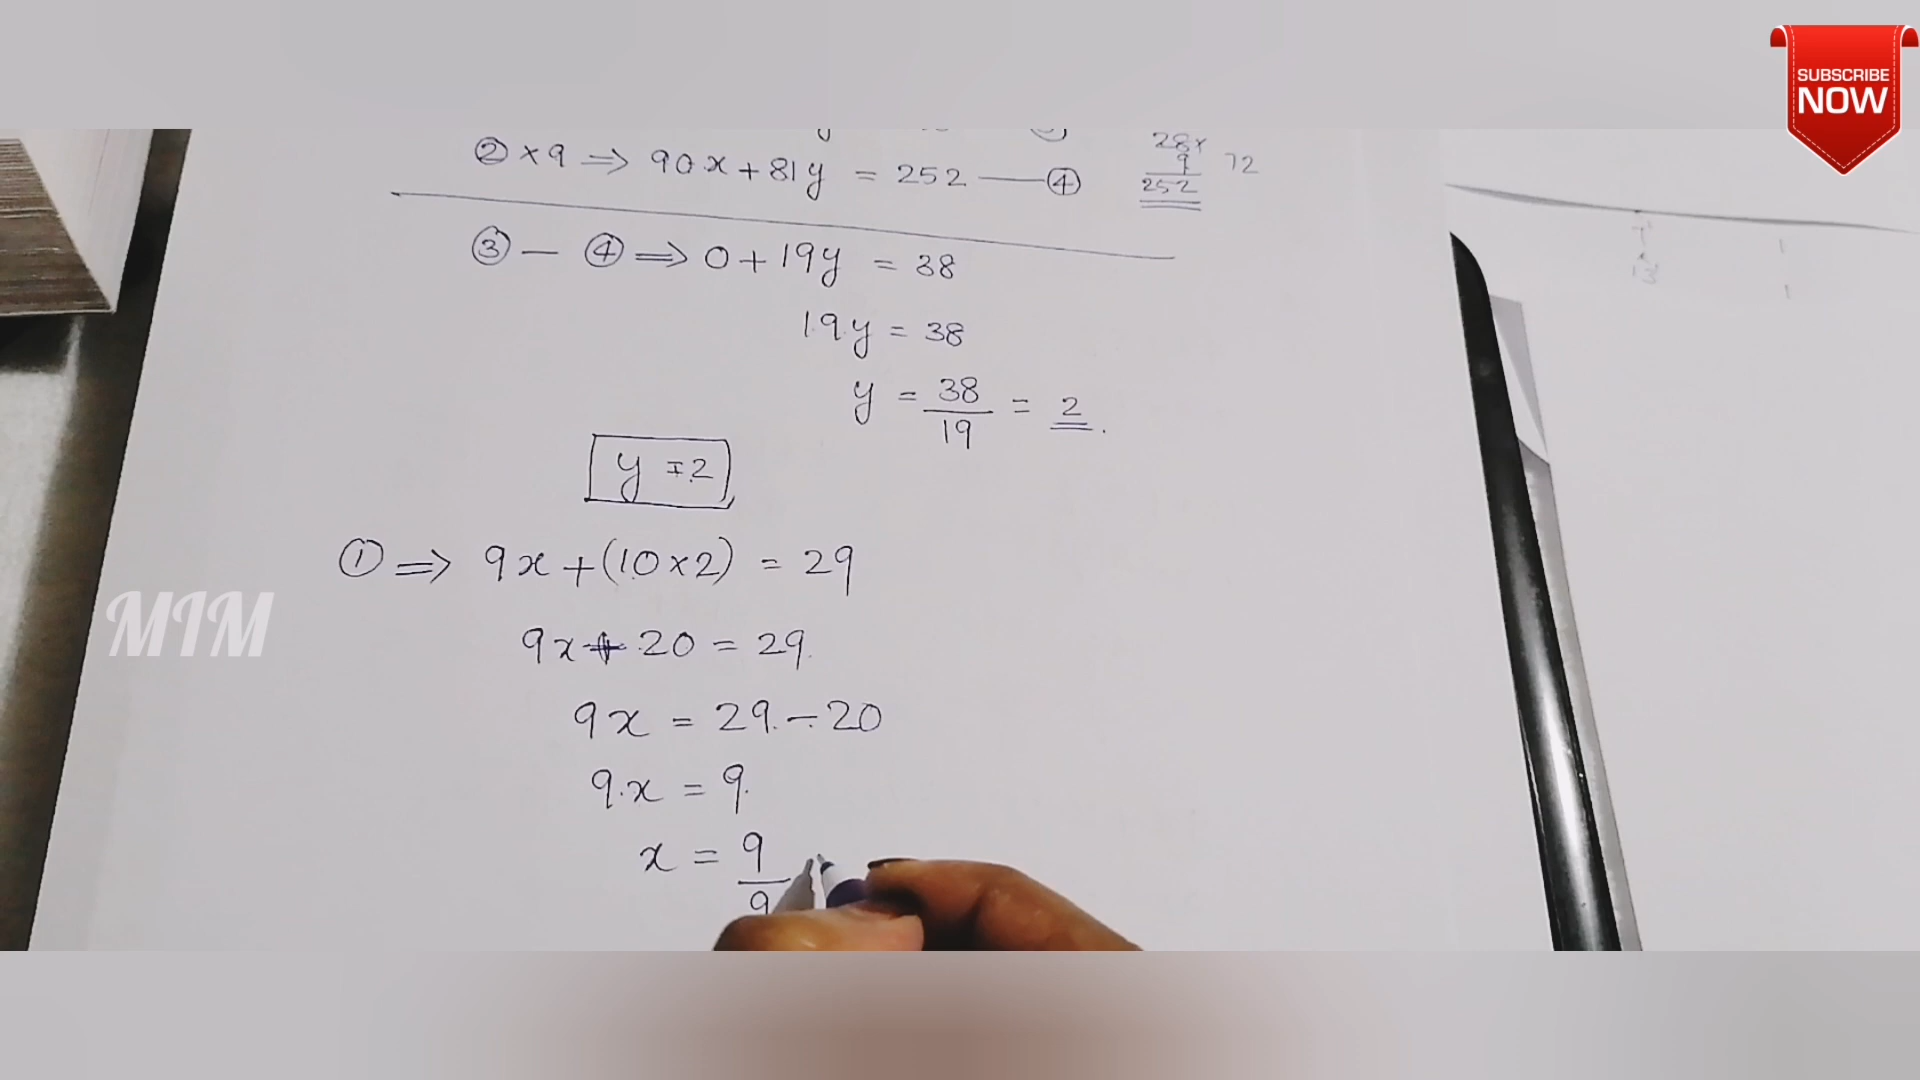 SUBSCRIBE
NOW
② × 9 ⇒ 90x + 81y = 252 — ④
28×
9
252
72
③ − ④ ⇒ 0 + 19y = 38
19y = 38
y = 38/19 = 2.
y = 2
① ⇒ 9x + (10×2) = 29
MIM
9x + 20 = 29
9x = 29 − 20
9x = 9
x = 9/9